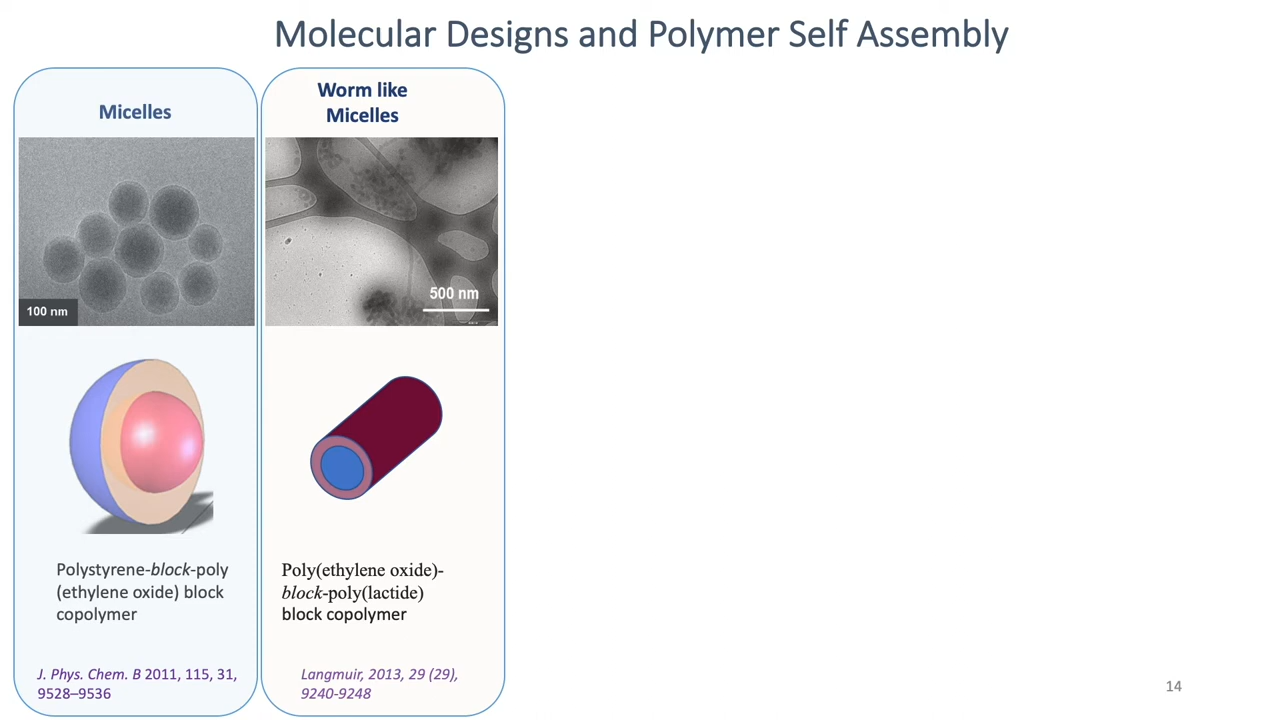 Molecular Designs and Polymer Self Assembly
Micelles
100 nm
Polystyrene-block-poly
(ethylene oxide) block
copolymer
J. Phys. Chem. B 2011, 115, 31,
9528–9536
Worm like
Micelles
500 nm
Poly(ethylene oxide)-
block-poly(lactide)
block copolymer
Langmuir, 2013, 29 (29),
9240-9248
14